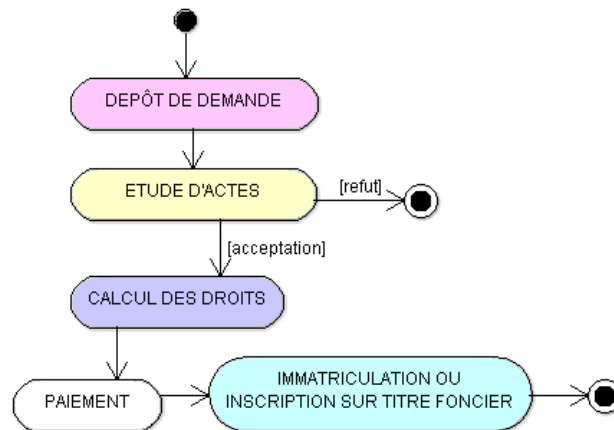 DEPÔT DE DEMANDE
ETUDE D'ACTES
[refut]
[acceptation]
CALCUL DES DROITS
PAIEMENT
IMMATRICULATION OU
INSCRIPTION SUR TITRE FONCIER